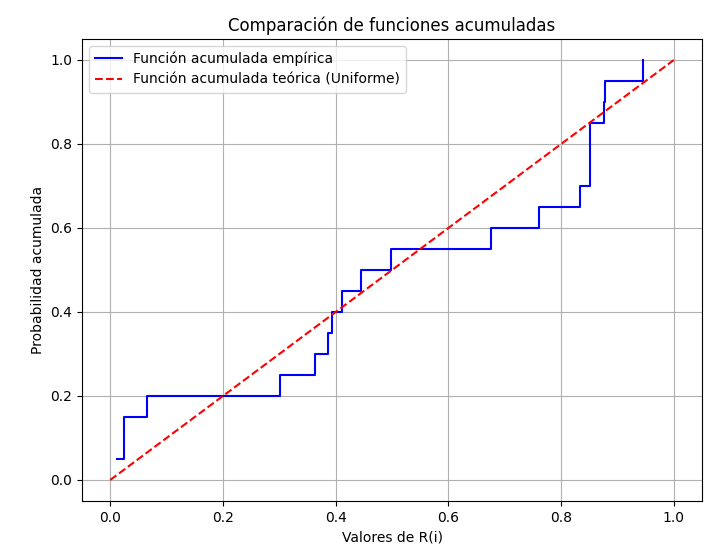 Comparación de funciones acumuladas
Función acumulada empírica
Función acumulada teórica (Uniforme)
Probabilidad acumulada
1.0
0.8
0.6
0.4
0.2
0.0
0.0 0.2 0.4 0.6 0.8 1.0
Valores de R(i)